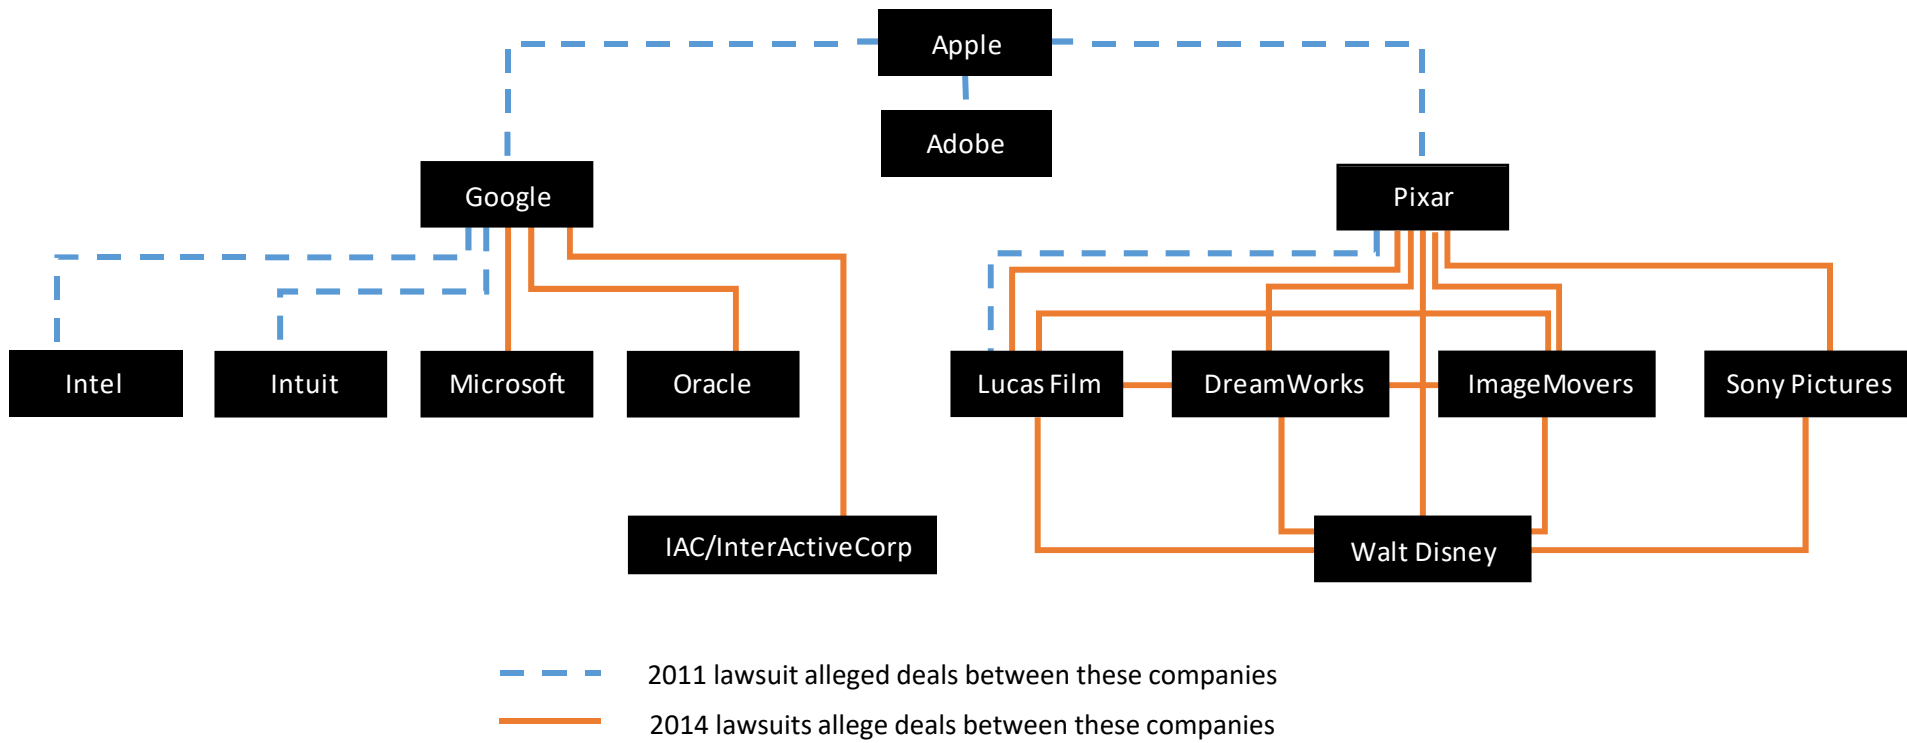 Apple
Adobe
Google
Pixar
Intel
Intuit
Microsoft
Oracle
Lucas Film
DreamWorks
ImageMovers
Sony Pictures
IAC/InterActiveCorp
Walt Disney
2011 lawsuit alleged deals between these companies
2014 lawsuits allege deals between these companies